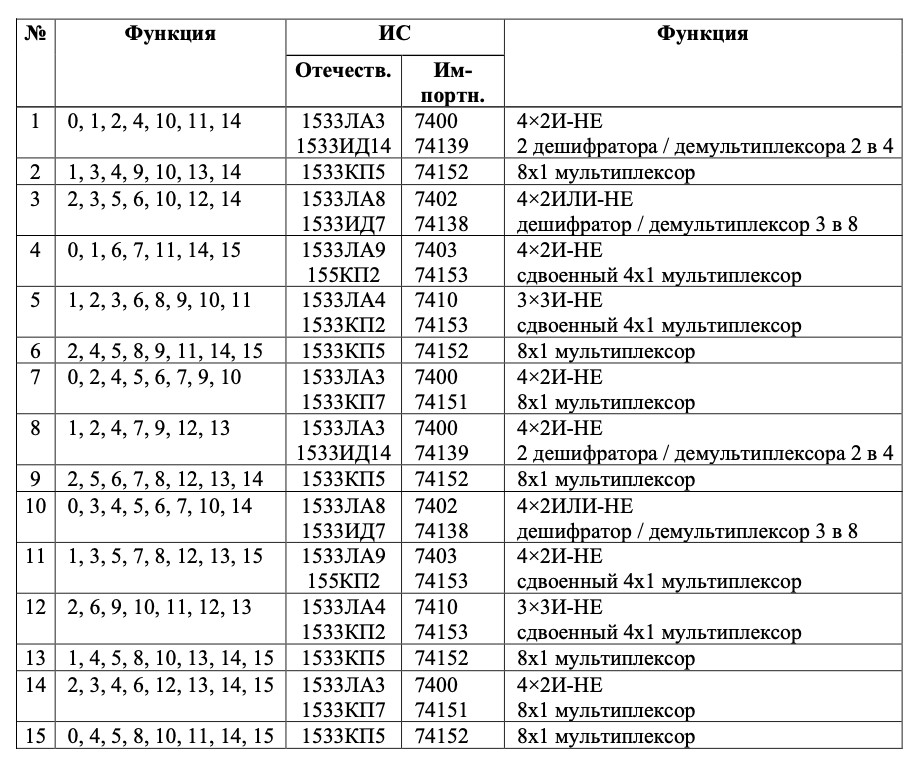 № Функция ИС Функция
Отечеств. Им-
портн.
1 0, 1, 2, 4, 10, 11, 14 1533ЛА3 7400 4×2И-НЕ
1533ИД14 74139 2 дешифратора / демультиплексора 2 в 4
2 1, 3, 4, 9, 10, 13, 14 1533КП5 74152 8х1 мультиплексор
3 2, 3, 5, 6, 10, 12, 14 1533ЛА8 7402 4×2ИЛИ-НЕ
1533ИД7 74138 дешифратор / демультиплексор 3 в 8
4 0, 1, 6, 7, 11, 14, 15 1533ЛА9 7403 4×2И-НЕ
155КП2 74153 сдвоенный 4х1 мультиплексор
5 1, 2, 3, 6, 8, 9, 10, 11 1533ЛА4 7410 3×3И-НЕ
1533КП2 74153 сдвоенный 4х1 мультиплексор
6 2, 4, 5, 8, 9, 11, 14, 15 1533КП5 74152 8х1 мультиплексор
7 0, 2, 4, 5, 6, 7, 9, 10 1533ЛА3 7400 4×2И-НЕ
1533КП7 74151 8х1 мультиплексор
8 1, 2, 4, 7, 9, 12, 13 1533ЛА3 7400 4×2И-НЕ
1533ИД14 74139 2 дешифратора / демультиплексора 2 в 4
9 2, 5, 6, 7, 8, 12, 13, 14 1533КП5 74152 8х1 мультиплексор
10 0, 3, 4, 5, 6, 7, 10, 14 1533ЛА8 7402 4×2ИЛИ-НЕ
1533ИД7 74138 дешифратор / демультиплексор 3 в 8
11 1, 3, 5, 7, 8, 12, 13, 15 1533ЛА9 7403 4×2И-НЕ
155КП2 74153 сдвоенный 4х1 мультиплексор
12 2, 6, 9, 10, 11, 12, 13 1533ЛА4 7410 3×3И-НЕ
1533КП2 74153 сдвоенный 4х1 мультиплексор
13 1, 4, 5, 8, 10, 13, 14, 15 1533КП5 74152 8х1 мультиплексор
14 2, 3, 4, 6, 12, 13, 14, 15 1533ЛА3 7400 4×2И-НЕ
1533КП7 74151 8х1 мультиплексор
15 0, 4, 5, 8, 10, 11, 14, 15 1533КП5 74152 8х1 мультиплексор